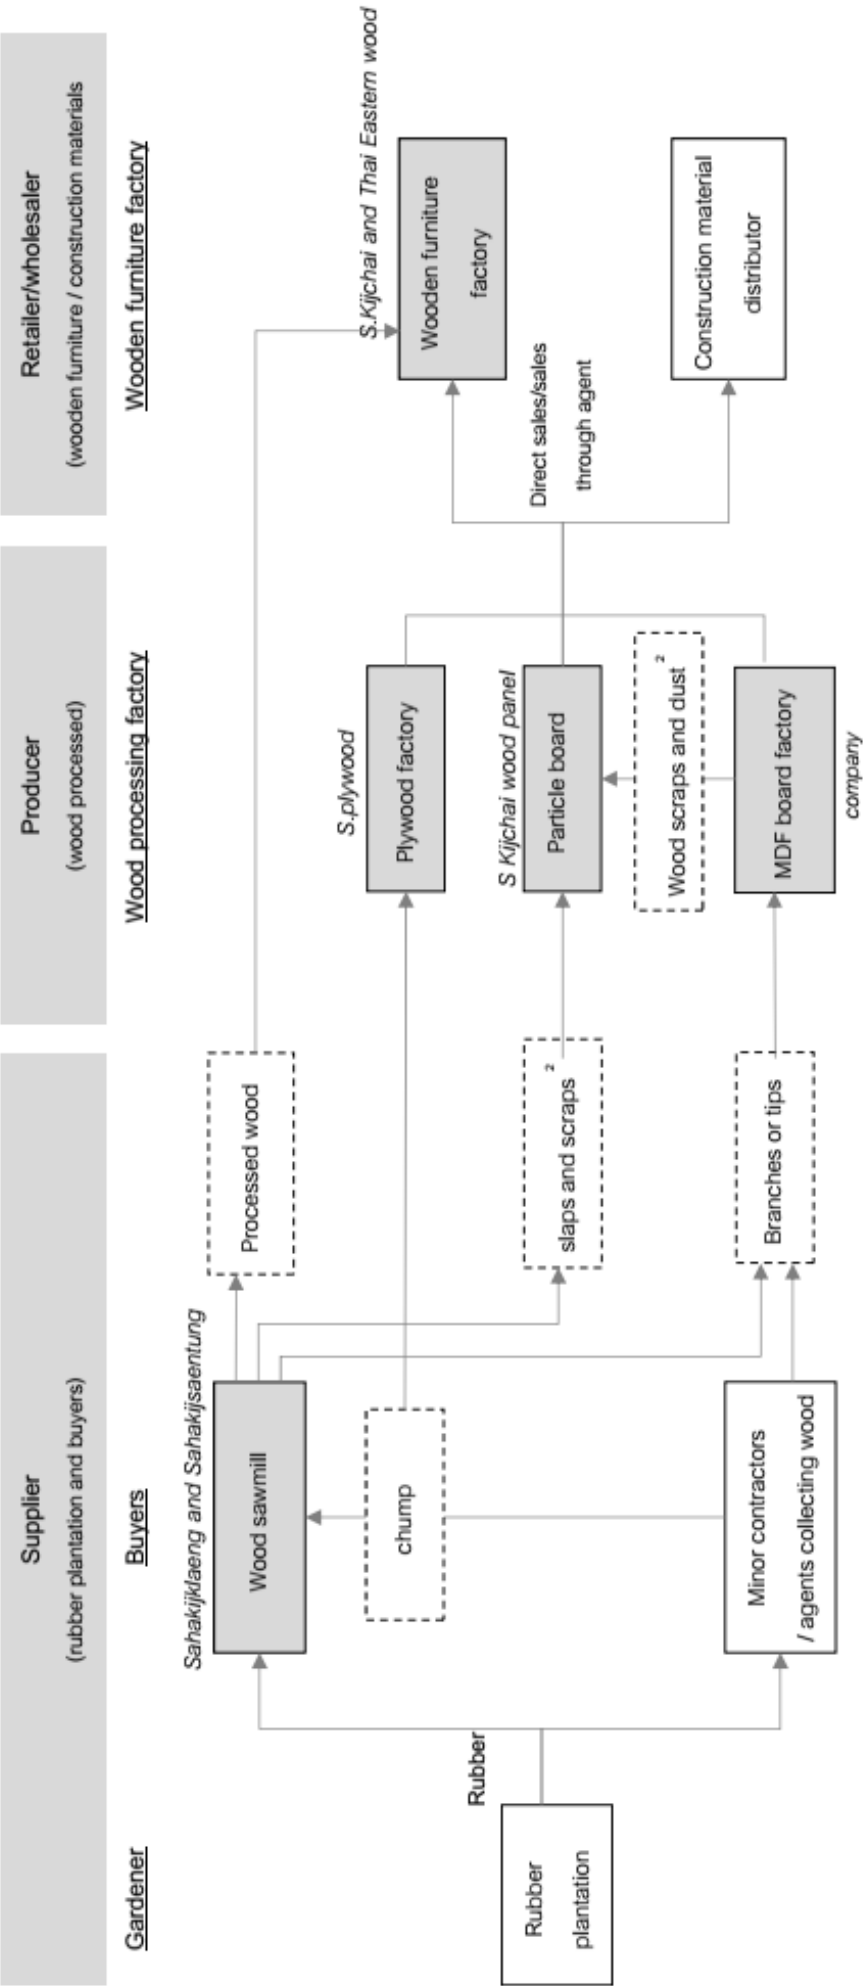 Supplier
(rubber plantation and buyers)
Producer
(wood processed)
Retailer/wholesaler
(wooden furniture / construction materials
Gardener
Buyers
Wood processing factory
Wooden furniture factory
Sahakijklaeng and Sahakijsaentung
Wood sawmill
Processed wood
S.Kijchai and Thai Eastern wood
Wooden furniture
factory
chump
S.plywood
Plywood factory
Rubber
Rubber
plantation
slaps and scraps 2
S Kijchai wood panel
Particle board
Direct sales/sales
through agent
Wood scraps and dust 2
Minor contractors
/ agents collecting wood
Branches or tips
MDF board factory
company
Construction material
distributor